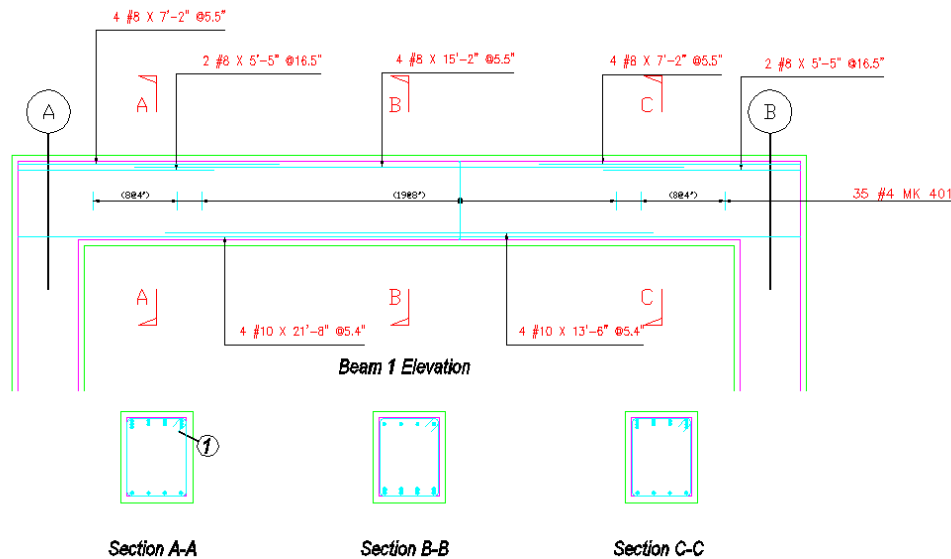 4 #8 X 7'-2" @5.5"
2 #8 X 5'-5" @16.5"
4 #8 X 15'-2" @5.5"
4 #8 X 7'-2" @5.5"
2 #8 X 5'-5" @16.5"
A
A
B
C
B
(8@4")
(19@8")
(8@4")
35 #4 MK 401
A
B
C
4 #10 X 21'-8" @5.4"
4 #10 X 13'-6" @5.4"
Beam 1 Elevation
1
Section A-A
Section B-B
Section C-C